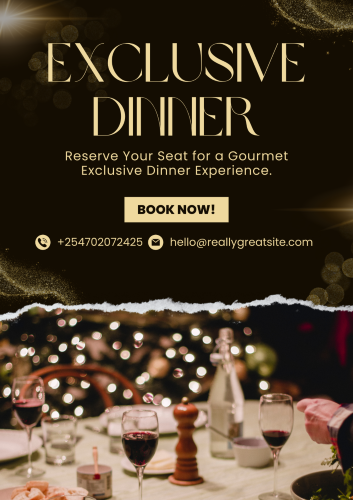 EXCLUSIVE
DINNER
Reserve Your Seat for a Gourmet
Exclusive Dinner Experience.
BOOK NOW!
+254702072425 hello@reallygreatsite.com